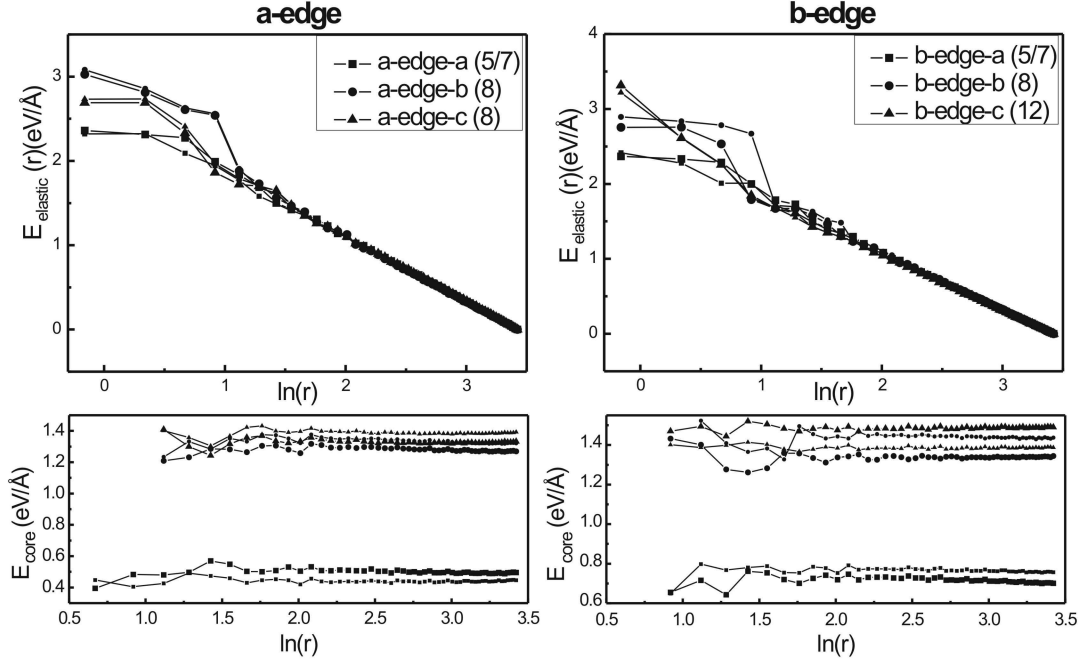 a-edge
b-edge
a-edge-a (5/7)
a-edge-b (8)
a-edge-c (8)
b-edge-a (5/7)
b-edge-b (8)
b-edge-c (12)
E elastic (r)(eV/Å)
3
2
1
0
0
1
2
3
ln(r)
E elastic (r)(eV/Å)
4
3
2
1
0
0
1
2
3
ln(r)
E core (eV/Å)
1.4
1.2
1.0
0.8
0.6
0.4
0.5
1.0
1.5
2.0
2.5
3.0
3.5
ln(r)
E core (eV/Å)
1.4
1.2
1.0
0.8
0.6
0.5
1.0
1.5
2.0
2.5
3.0
3.5
ln(r)